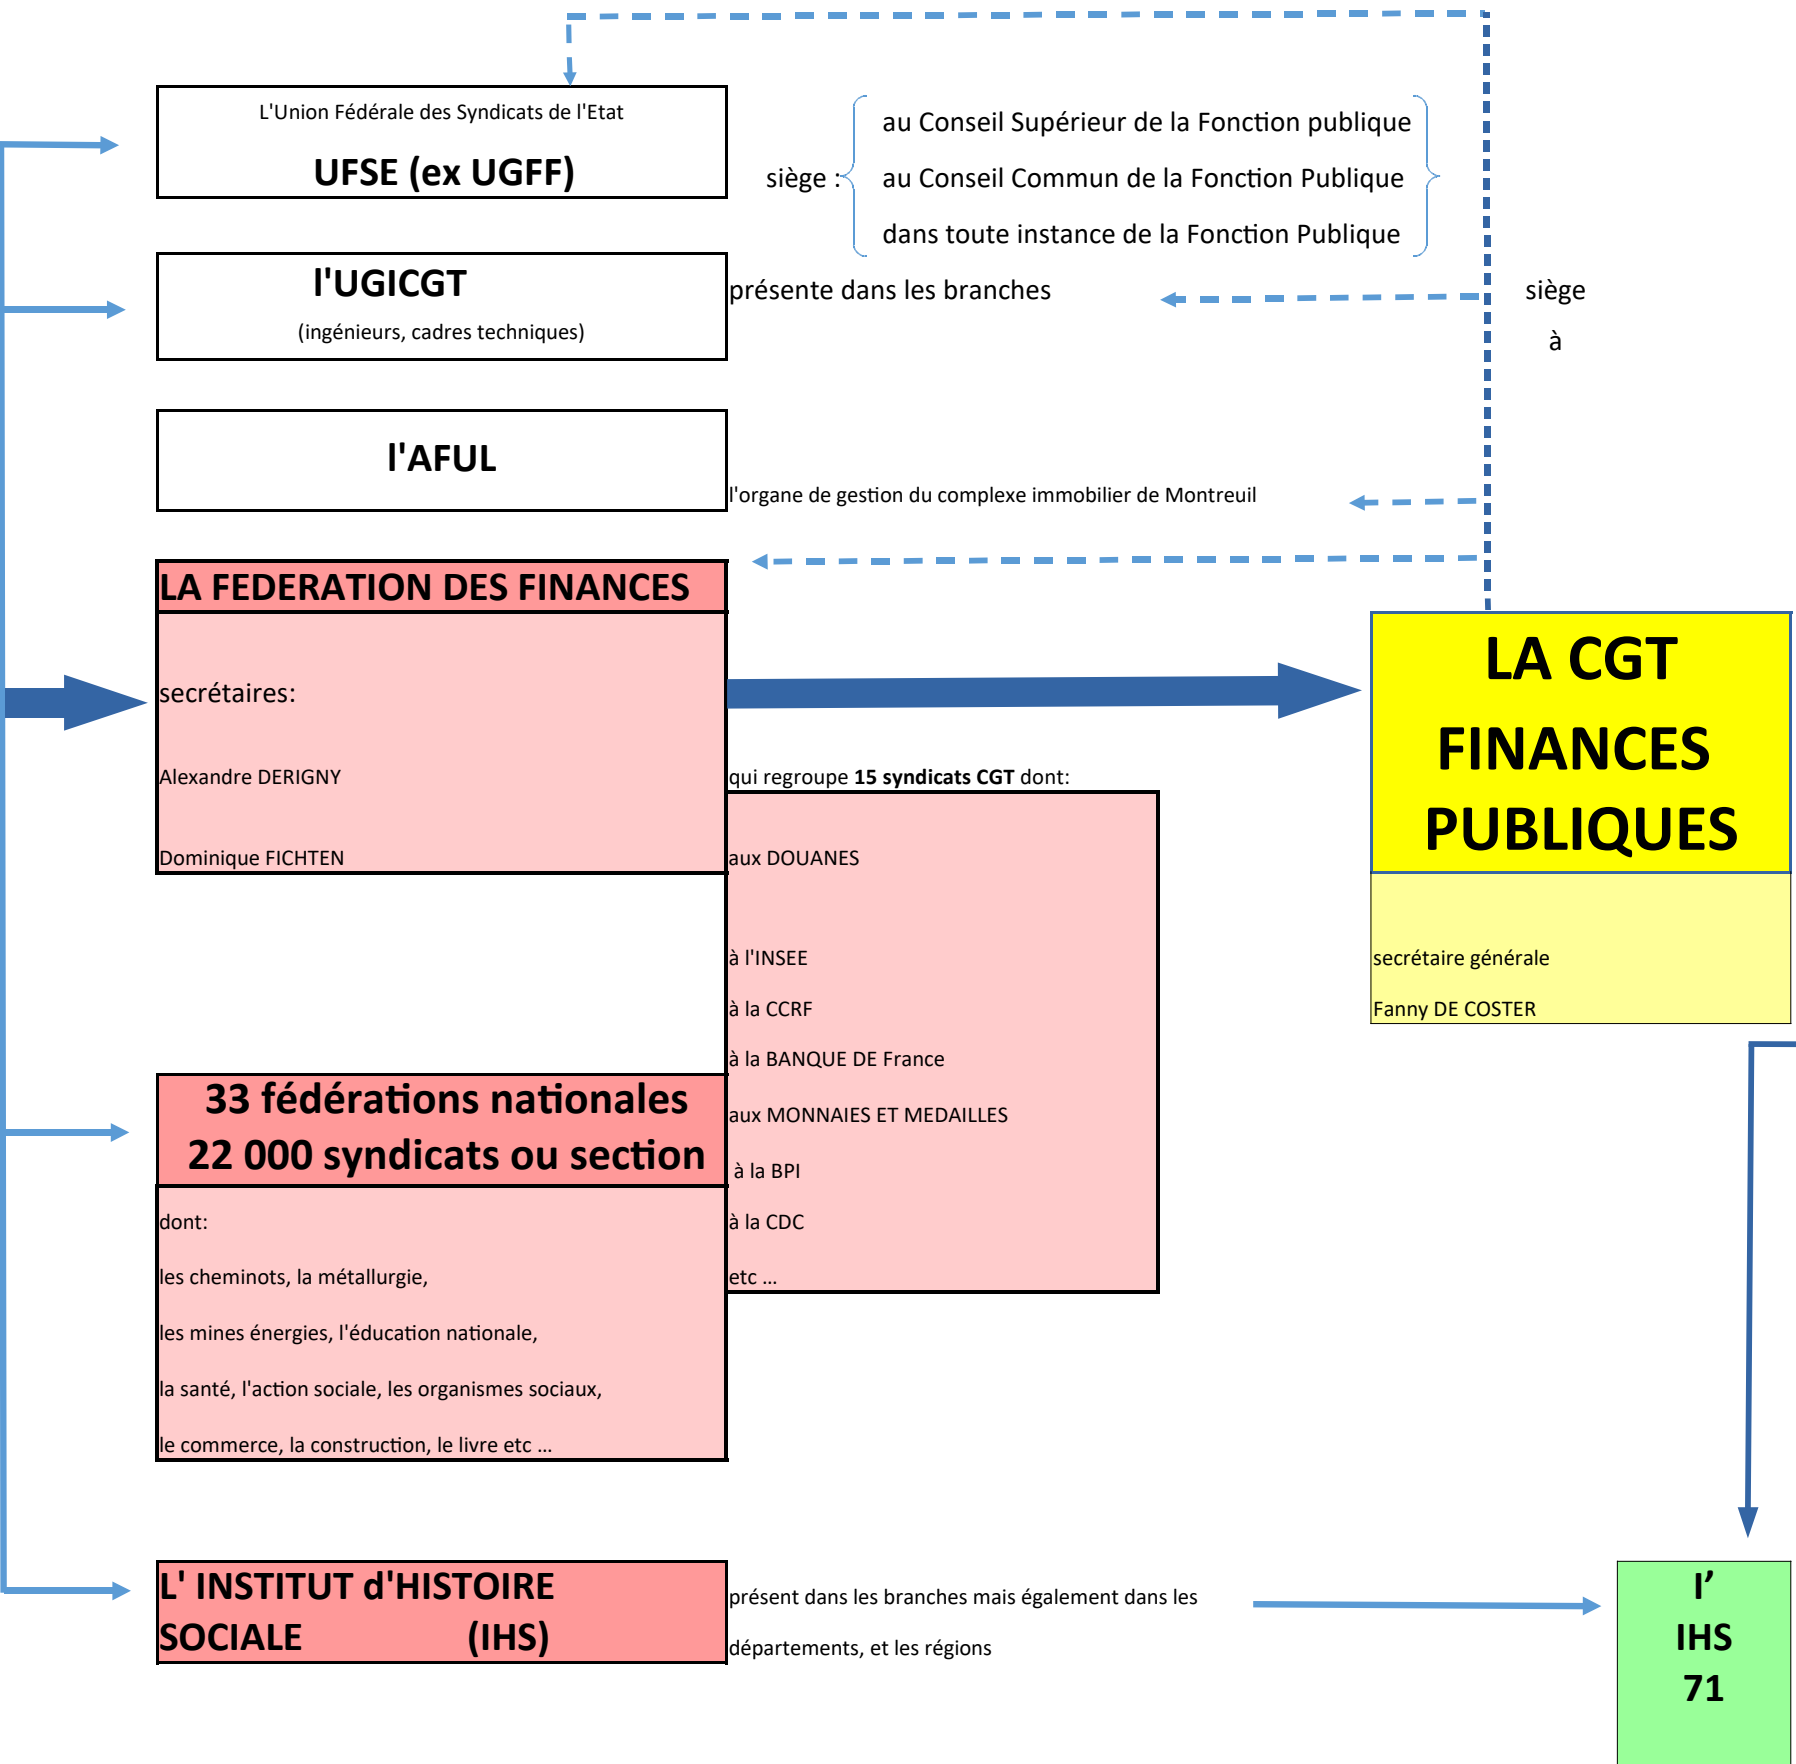 L'Union Fédérale des Syndicats de l'Etat
UFSE (ex UGFF)
siège :
au Conseil Supérieur de la Fonction publique
au Conseil Commun de la Fonction Publique
dans toute instance de la Fonction Publique
l'UGICGT
(ingénieurs, cadres techniques)
présente dans les branches
siège
à
l'AFUL
l'organe de gestion du complexe immobilier de Montreuil
LA FEDERATION DES FINANCES
secrétaires:
Alexandre DERIGNY
Dominique FICHTEN
qui regroupe 15 syndicats CGT dont:
aux DOUANES
à l'INSEE
à la CCRF
à la BANQUE DE France
aux MONNAIES ET MEDAILLES
à la BPI
à la CDC
etc ...
LA CGT
FINANCES
PUBLIQUES
secrétaire générale
Fanny DE COSTER
33 fédérations nationales
22 000 syndicats ou section
dont:
les cheminots, la métallurgie,
les mines énergies, l'éducation nationale,
la santé, l'action sociale, les organismes sociaux,
le commerce, la construction, le livre etc ...
L' INSTITUT d'HISTOIRE
SOCIALE (IHS)
présent dans les branches mais également dans les
départements, et les régions
l’
IHS
71